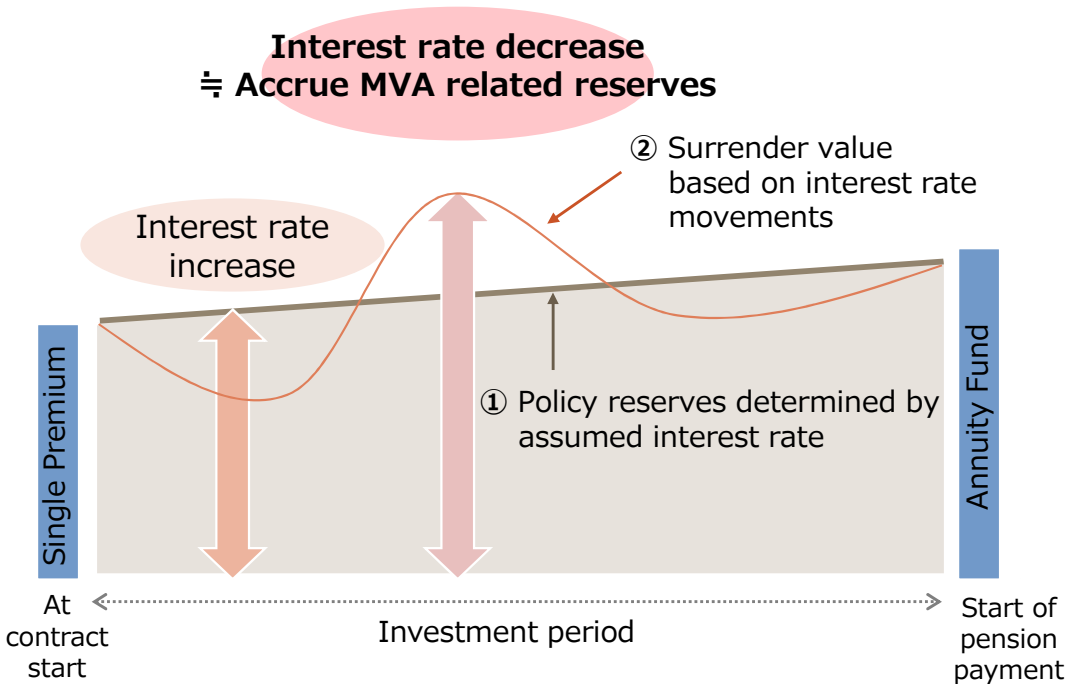 Interest rate decrease
≒ Accrue MVA related reserves
② Surrender value
based on interest rate
movements
Interest rate
increase
① Policy reserves determined by
assumed interest rate
Single Premium
Annuity Fund
At
contract
start
Investment period
Start of
pension
payment